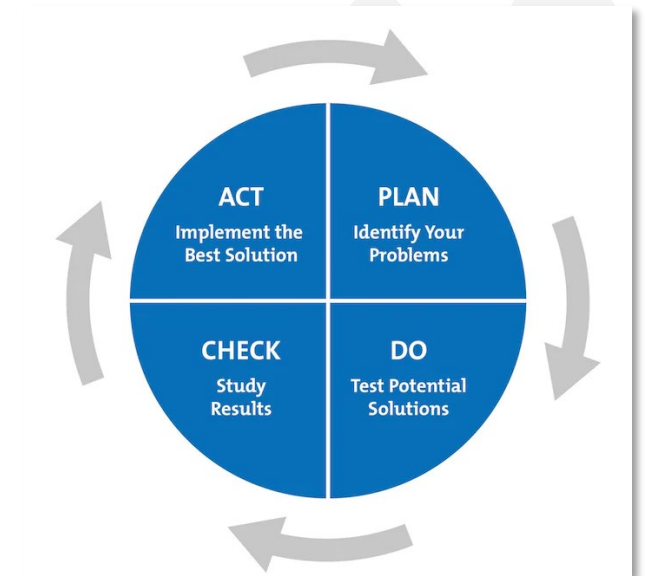 ACT
Implement the
Best Solution
PLAN
Identify Your
Problems
CHECK
Study
Results
DO
Test Potential
Solutions